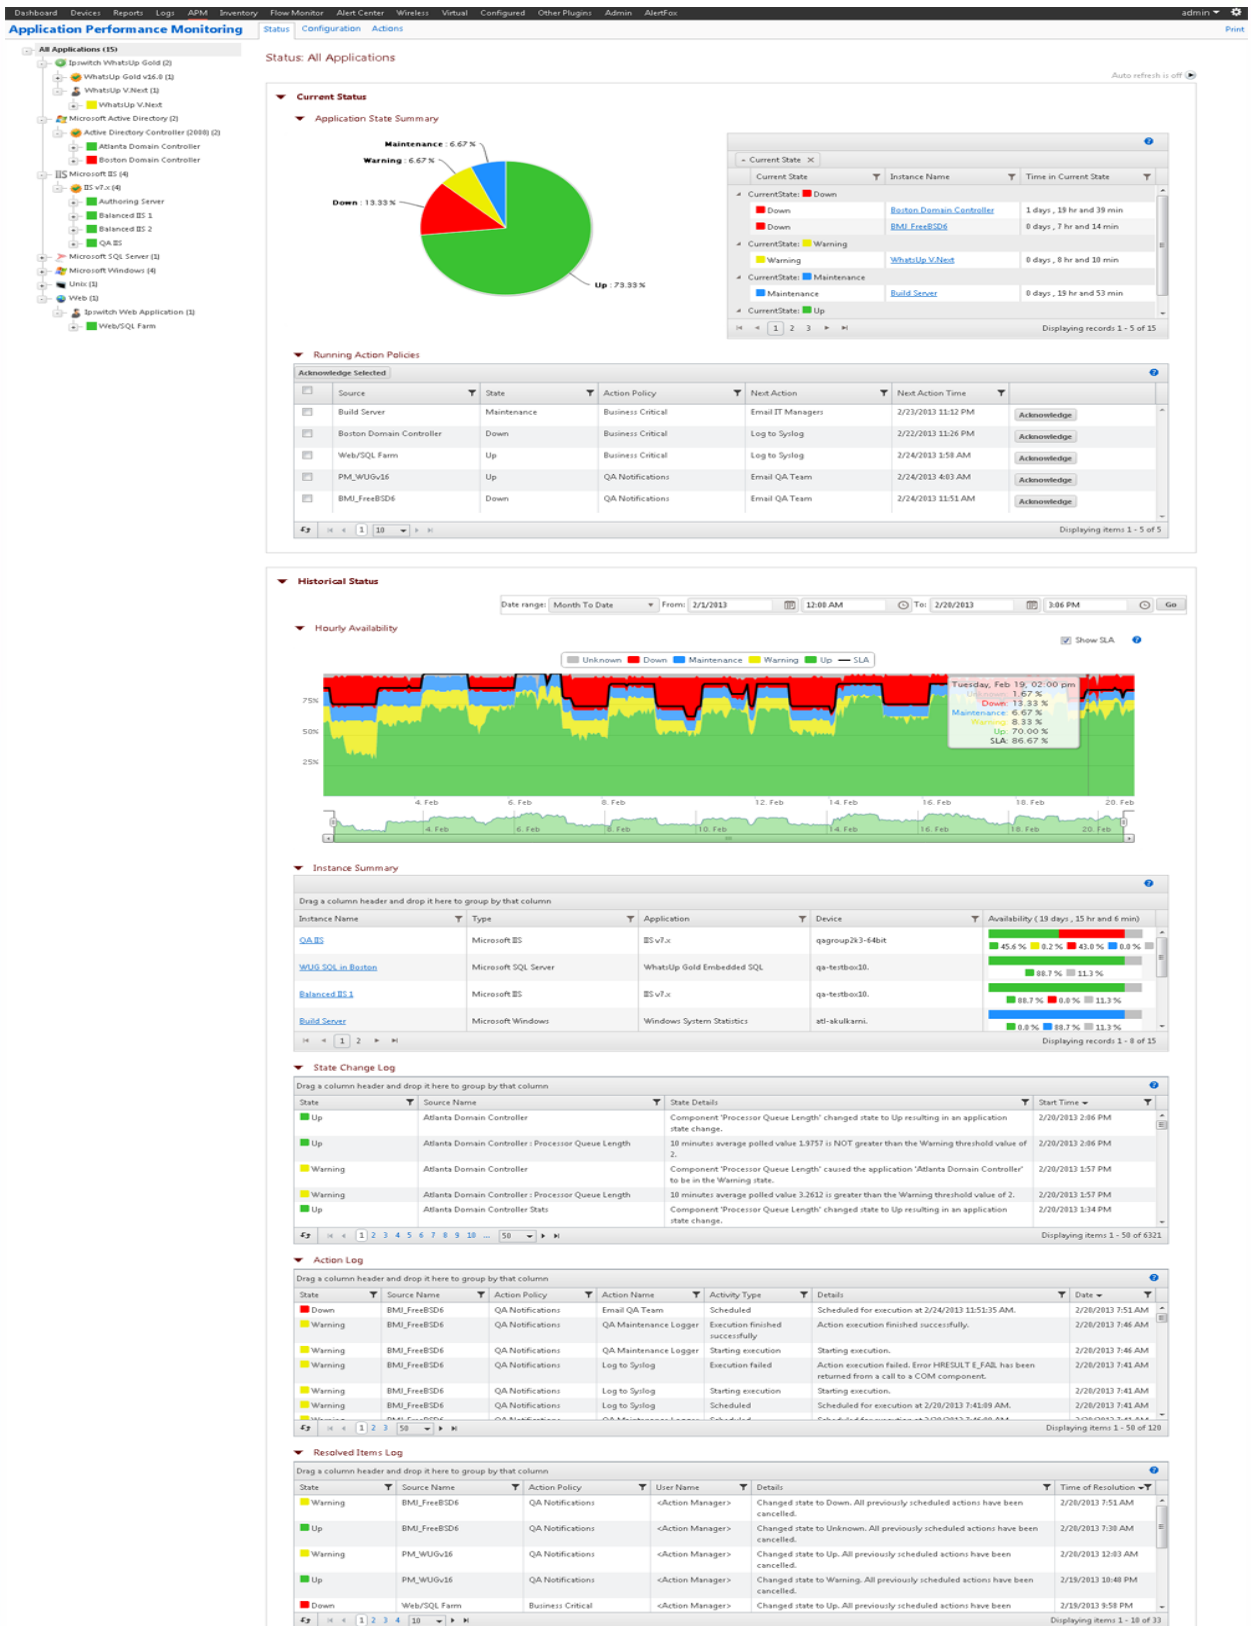 Dashboard Devices Reports Logs APM Inventory Flow Monitor Alert Center Wireless Virtual Configured Other Plugins Admin AlertFox admin
Application Performance Monitoring Status Configuration Actions Print
All Applications (15)
Ipswitch WhatsUp Gold (2)
WhatsUp Gold v16.0 (1)
WhatsUp V.Next (1)
WhatsUp V.Next
Microsoft Active Directory (2)
Active Directory Controller (2008) (2)
Atlanta Domain Controller
Boston Domain Controller
Microsoft IIS (4)
IIS v7.x (4)
Authoring Server
Balanced IIS 1
Balanced IIS 2
QA IIS
Microsoft SQL Server (1)
Microsoft Windows (4)
Unix (1)
Web (1)
Ipswitch Web Application (1)
Web/SQL Farm
Status: All Applications
Auto refresh is off
Current Status
Application State Summary
Maintenance : 6.67 %
Warning : 6.67 %
Down : 13.33 %
Up : 73.33 %
Current State ×
Current State Instance Name Time in Current State
CurrentState: Down
Down Boston Domain Controller 1 days , 19 hr and 39 min
Down BMJ_FreeBSD6 0 days , 7 hr and 14 min
CurrentState: Warning
Warning WhatsUp V.Next 0 days , 8 hr and 10 min
CurrentState: Maintenance
Maintenance Build Server 0 days , 19 hr and 53 min
CurrentState: Up
1 2 3 Displaying records 1 - 5 of 15
Running Action Policies
Acknowledge Selected
Source State Action Policy Next Action Next Action Time
Build Server Maintenance Business Critical Email IT Managers 2/23/2013 11:12 PM Acknowledge
Boston Domain Controller Down Business Critical Log to Syslog 2/22/2013 11:26 PM Acknowledge
Web/SQL Farm Up Business Critical Log to Syslog 2/24/2013 1:58 AM Acknowledge
PM_WUGv16 Up QA Notifications Email QA Team 2/24/2013 4:03 AM Acknowledge
BMJ_FreeBSD6 Down QA Notifications Email QA Team 2/24/2013 11:51 AM Acknowledge
1 10 Displaying items 1 - 5 of 5
Historical Status
Date range: Month To Date From: 2/1/2013 12:00 AM To: 2/20/2013 3:06 PM Go
Hourly Availability
Show SLA
Unknown Down Maintenance Warning Up SLA
75%
50%
25%
Tuesday, Feb 19, 02:00 pm
Unknown: 1.67 %
Down: 13.33 %
Maintenance: 6.67 %
Warning: 8.33 %
Up: 70.00 %
SLA: 86.67 %
4. Feb 6. Feb 8. Feb 12. Feb 14. Feb 16. Feb 18. Feb 20. Feb
4. Feb 6. Feb 8. Feb 10. Feb 14. Feb 16. Feb 18. Feb 20. Feb
Instance Summary
Drag a column header and drop it here to group by that column
Instance Name Type Application Device Availability ( 19 days , 15 hr and 6 min)
QA IIS Microsoft IIS IIS v7.x qagroup2k3-64bit
45.6 % 0.2 % 43.0 % 0.0 %
WUG SQL in Boston Microsoft SQL Server WhatsUp Gold Embedded SQL qa-testbox10.
88.7 % 11.3 %
Balanced IIS 1 Microsoft IIS IIS v7.x qa-testbox10.
88.7 % 0.0 % 11.3 %
Build Server Microsoft Windows Windows System Statistics atl-akulkarni.
0.0 % 88.7 % 11.3 %
1 2 Displaying records 1 - 8 of 15
State Change Log
Drag a column header and drop it here to group by that column
State Source Name State Details Start Time
Up Atlanta Domain Controller Component 'Processor Queue Length' changed state to Up resulting in an application 2/20/2013 2:06 PM
state change.
Up Atlanta Domain Controller : Processor Queue Length 10 minutes average polled value 1.9757 is NOT greater than the Warning threshold value of 2/20/2013 2:06 PM
2.
Warning Atlanta Domain Controller Component 'Processor Queue Length' caused the application 'Atlanta Domain Controller' 2/20/2013 1:57 PM
to be in the Warning state.
Warning Atlanta Domain Controller : Processor Queue Length 10 minutes average polled value 3.2612 is greater than the Warning threshold value of 2. 2/20/2013 1:57 PM
Up Atlanta Domain Controller Stats Component 'Processor Queue Length' changed state to Up resulting in an application 2/20/2013 1:34 PM
state change.
1 2 3 4 5 6 7 8 9 10 ... 50 Displaying items 1 - 50 of 6321
Action Log
Drag a column header and drop it here to group by that column
State Source Name Action Policy Action Name Activity Type Details Date
Down BMJ_FreeBSD6 QA Notifications Email QA Team Scheduled Scheduled for execution at 2/24/2013 11:51:35 AM. 2/20/2013 7:51 AM
Warning BMJ_FreeBSD6 QA Notifications QA Maintenance Logger Execution finished Action execution finished successfully. 2/20/2013 7:46 AM
successfully
Warning BMJ_FreeBSD6 QA Notifications QA Maintenance Logger Starting execution Starting execution. 2/20/2013 7:46 AM
Warning BMJ_FreeBSD6 QA Notifications Log to Syslog Execution failed Action execution failed. Error HRESULT E_FAIL has been 2/20/2013 7:41 AM
returned from a call to a COM component.
Warning BMJ_FreeBSD6 QA Notifications Log to Syslog Starting execution Starting execution. 2/20/2013 7:41 AM
Warning BMJ_FreeBSD6 QA Notifications Log to Syslog Scheduled Scheduled for execution at 2/20/2013 7:41:09 AM. 2/20/2013 7:41 AM
1 2 3 50 Displaying items 1 - 50 of 120
Resolved Items Log
Drag a column header and drop it here to group by that column
State Source Name Action Policy User Name Details Time of Resolution
Warning BMJ_FreeBSD6 QA Notifications <Action Manager> Changed state to Down. All previously scheduled actions have been 2/20/2013 7:51 AM
cancelled.
Up BMJ_FreeBSD6 QA Notifications <Action Manager> Changed state to Unknown. All previously scheduled actions have been 2/20/2013 7:30 AM
cancelled.
Warning PM_WUGv16 QA Notifications <Action Manager> Changed state to Up. All previously scheduled actions have been 2/20/2013 12:03 AM
cancelled.
Up PM_WUGv16 QA Notifications <Action Manager> Changed state to Warning. All previously scheduled actions have been 2/19/2013 10:48 PM
cancelled.
Down Web/SQL Farm Business Critical <Action Manager> Changed state to Up. All previously scheduled actions have been 2/19/2013 9:58 PM
1 2 3 4 10 Displaying items 1 - 10 of 33